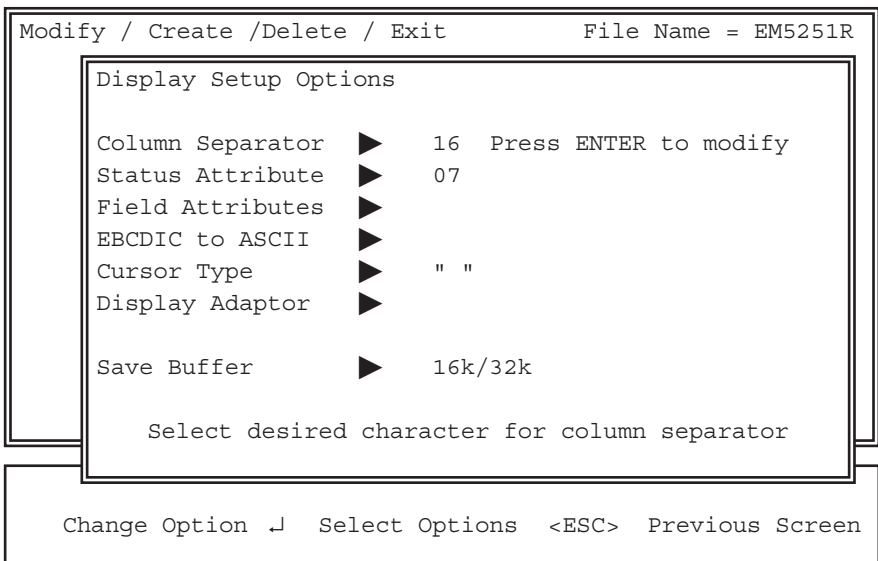 Modify / Create /Delete / Exit File Name = EM5251R
Display Setup Options
Column Separator ▶ 16 Press ENTER to modify
Status Attribute ▶ 07
Field Attributes ▶
EBCDIC to ASCII ▶
Cursor Type ▶ " "
Display Adaptor ▶
Save Buffer ▶ 16k/32k
Select desired character for column separator
Change Option ↵ Select Options <ESC> Previous Screen